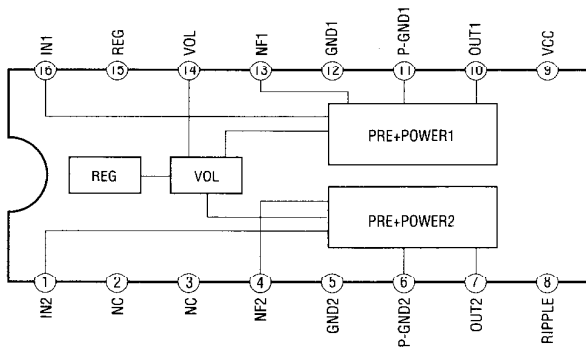 IN1
REG
VOL
NF1
GND1
P-GND1
OUT1
VCC
16
15
14
13
12
11
10
9
PRE+POWER1
REG
VOL
PRE+POWER2
1
2
3
4
5
6
7
8
IN2
NC
NC
NF2
GND2
P-GND2
OUT2
RIPPLE